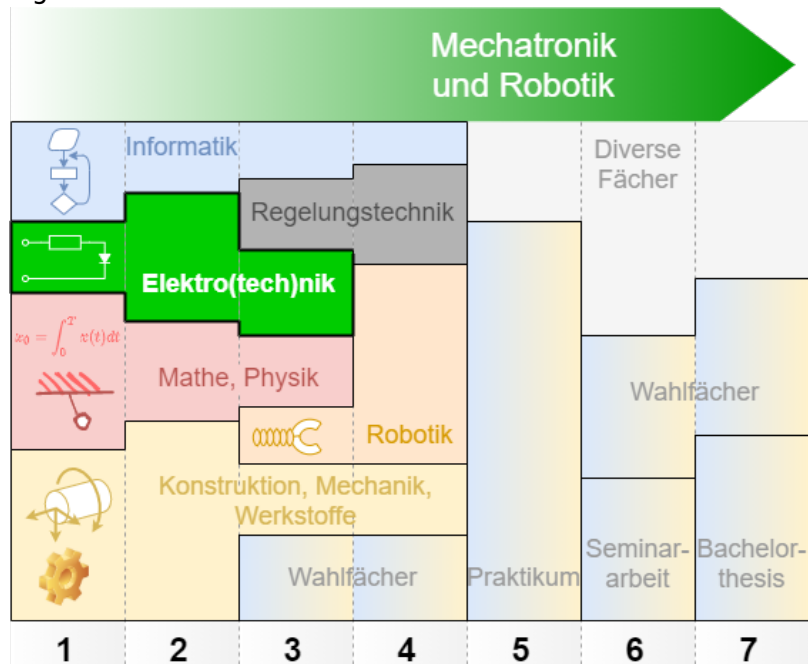 Mechatronik
und Robotik
Informatik
Diverse
Fächer
Regelungstechnik
Elektro(tech)nik
x₀ = ∫₀ᵀ x(t)dt
Mathe, Physik
Wahlfächer
Robotik
Konstruktion, Mechanik,
Werkstoffe
Wahlfächer
Praktikum
Seminar-
arbeit
Bachelor-
thesis
1 2 3 4 5 6 7